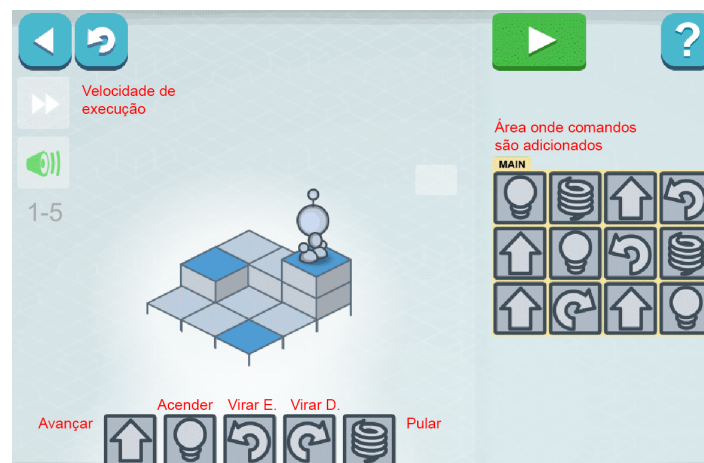 ?
Velocidade de
execução
Área onde comandos
são adicionados
MAIN
1-5
Acender
Virar E.
Virar D.
Avançar
Pular